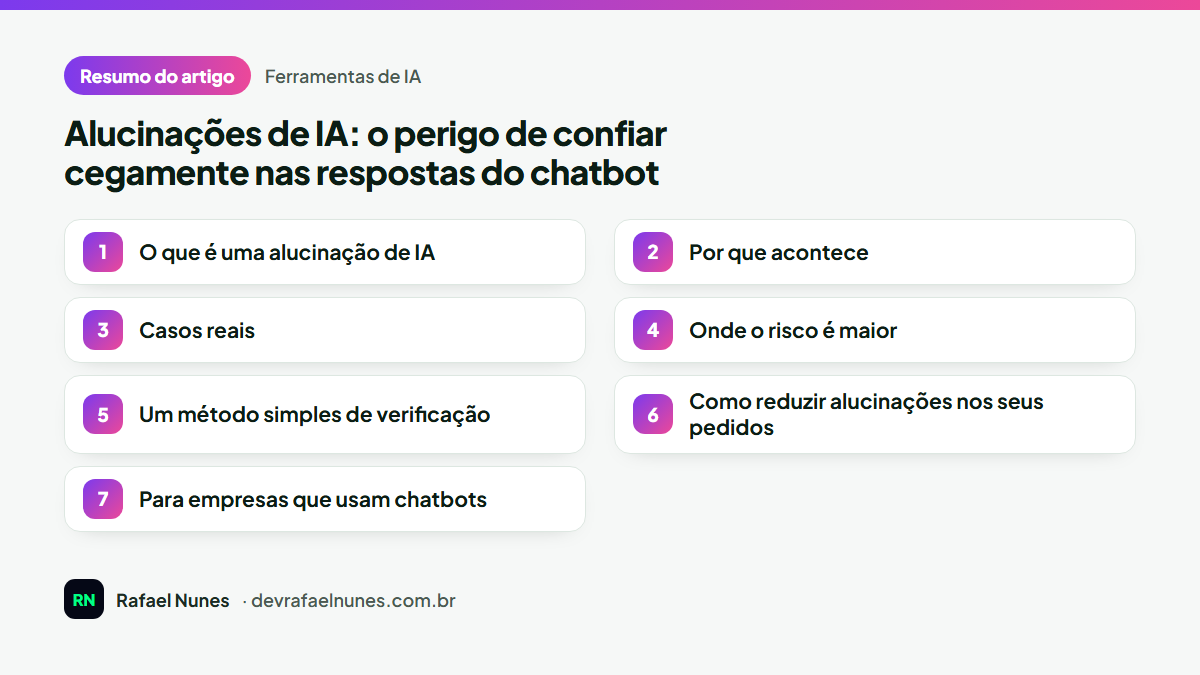 Resumo do artigo
Ferramentas de IA
Alucinações de IA: o perigo de confiar
cegamente nas respostas do chatbot
1 O que é uma alucinação de IA
2 Por que acontece
3 Casos reais
4 Onde o risco é maior
5 Um método simples de verificação
6 Como reduzir alucinações nos seus
pedidos
7 Para empresas que usam chatbots
RN Rafael Nunes · devrafaelnunes.com.br